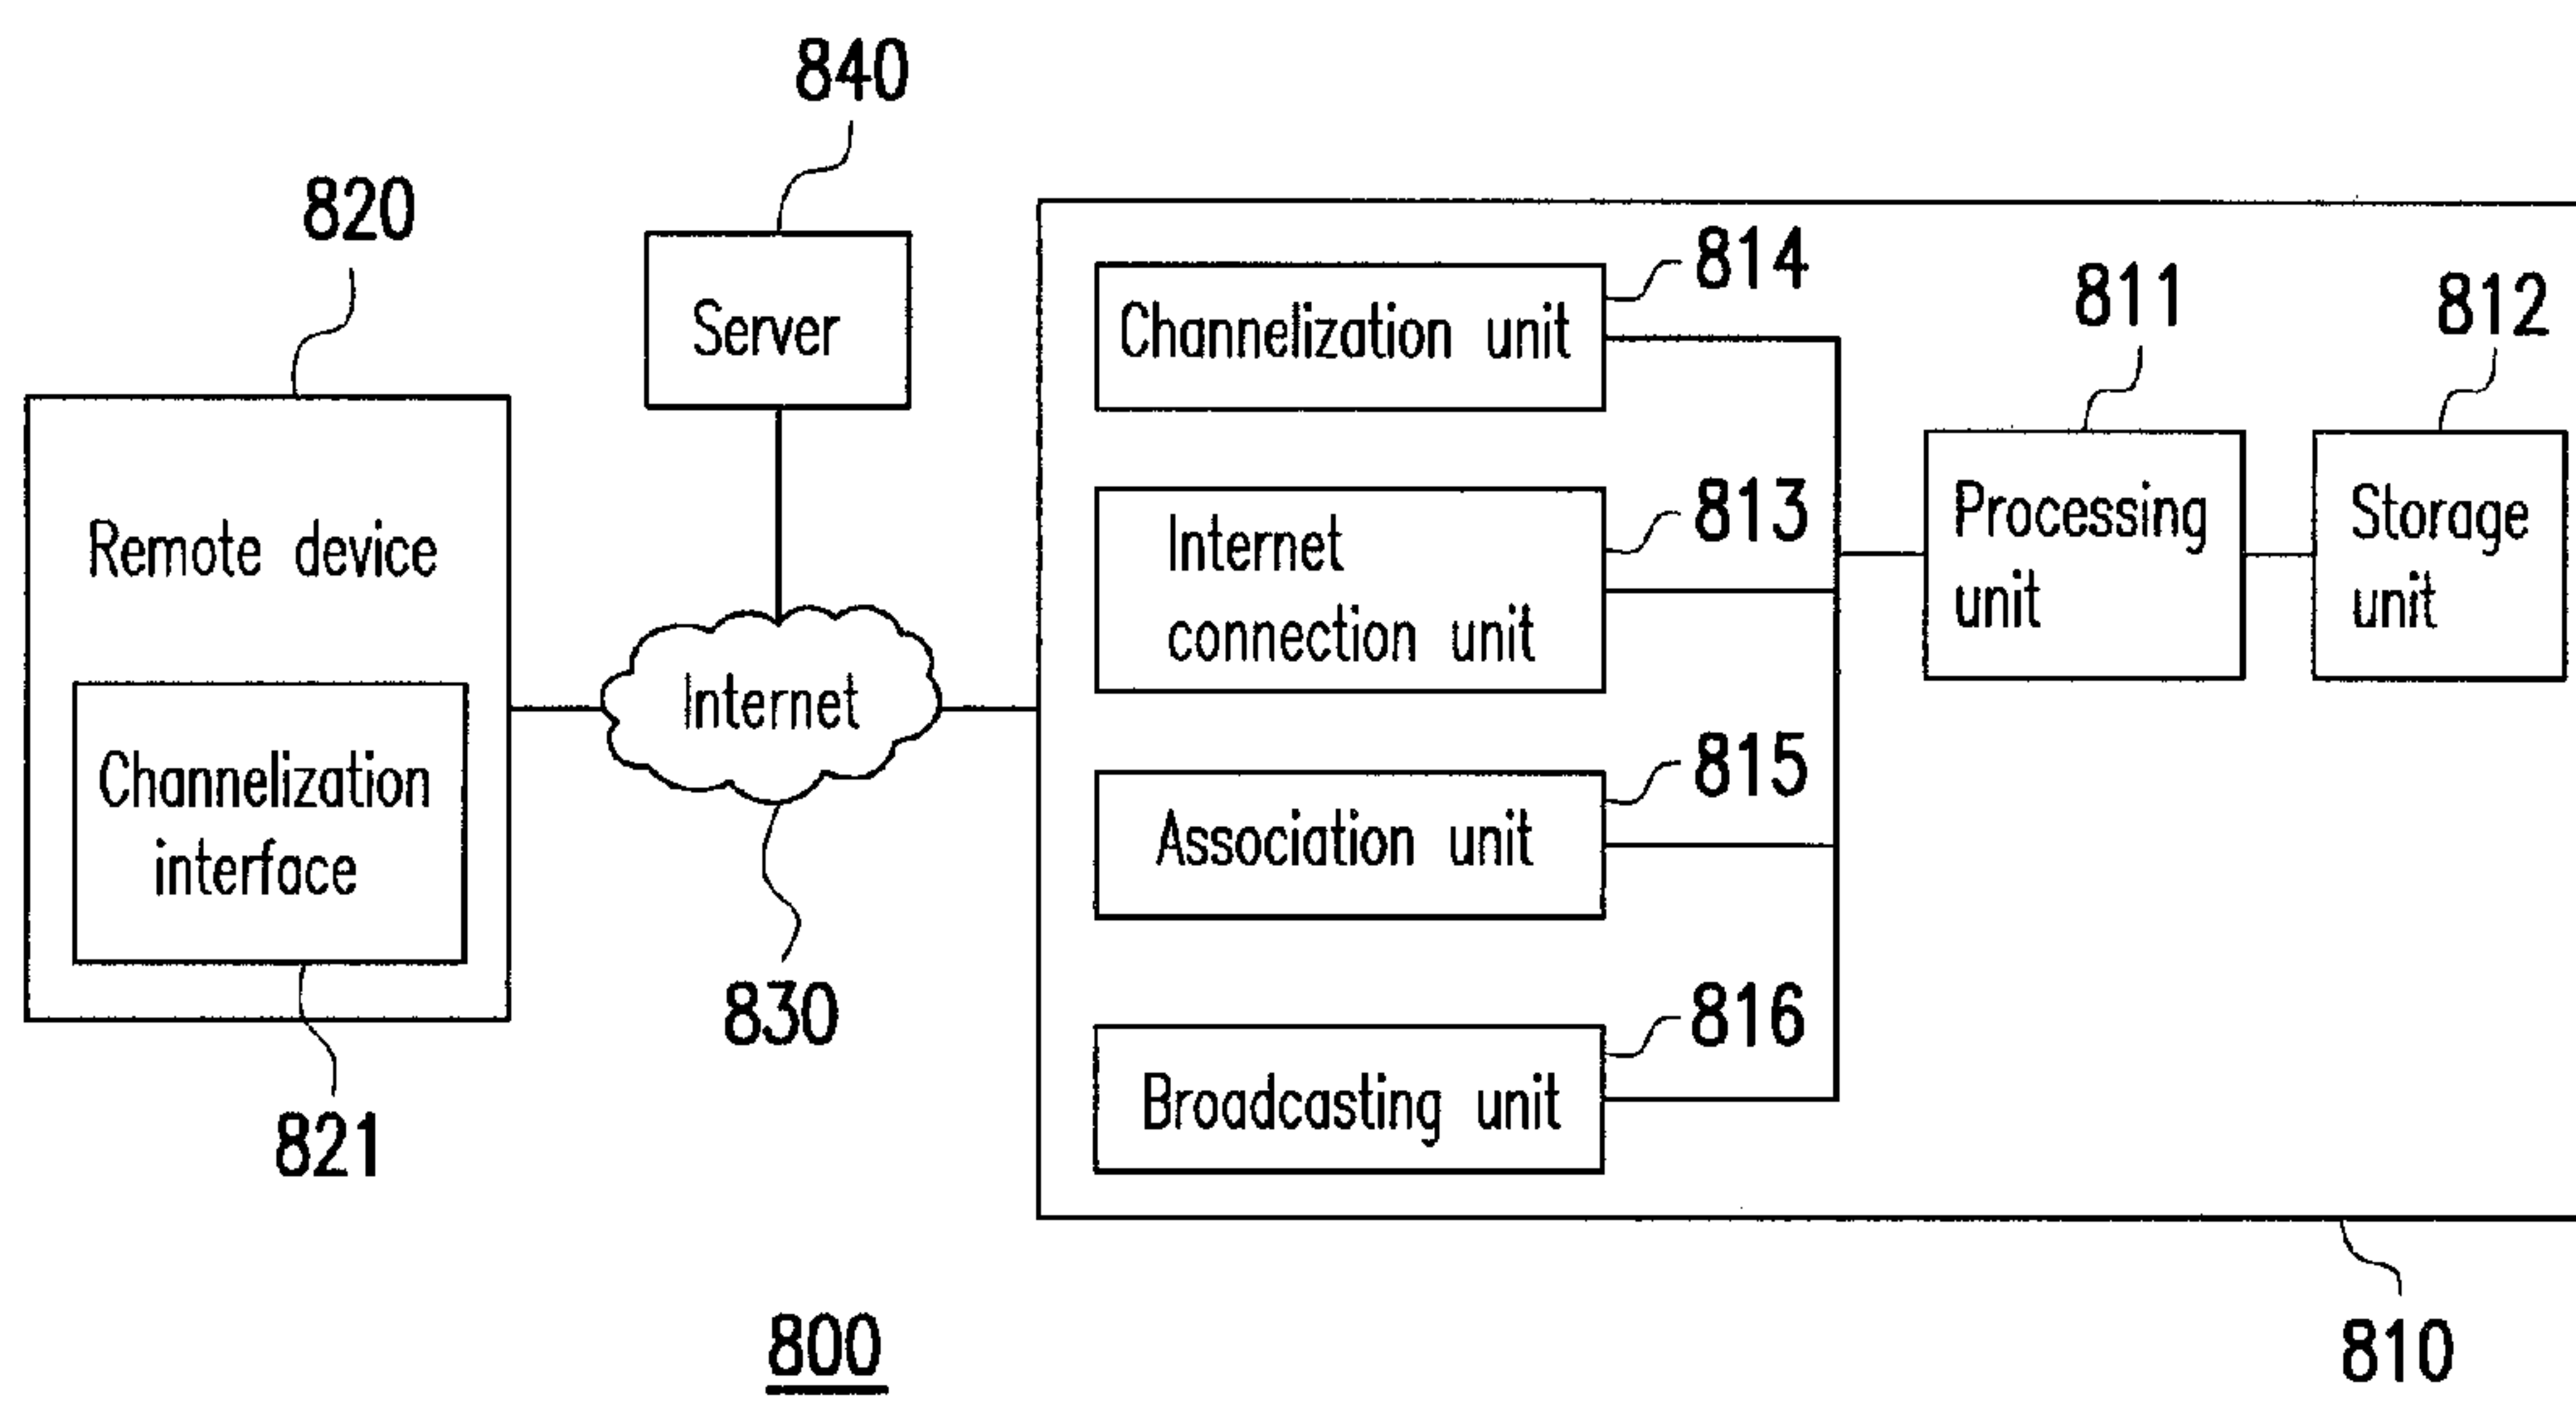 840
820
Server
814
811
812
Channelization unit
Remote device
Internet
connection unit
813
Processing
unit
Storage
unit
Internet
Channelization
interface
815
Association unit
830
816
Broadcasting unit
821
800
810